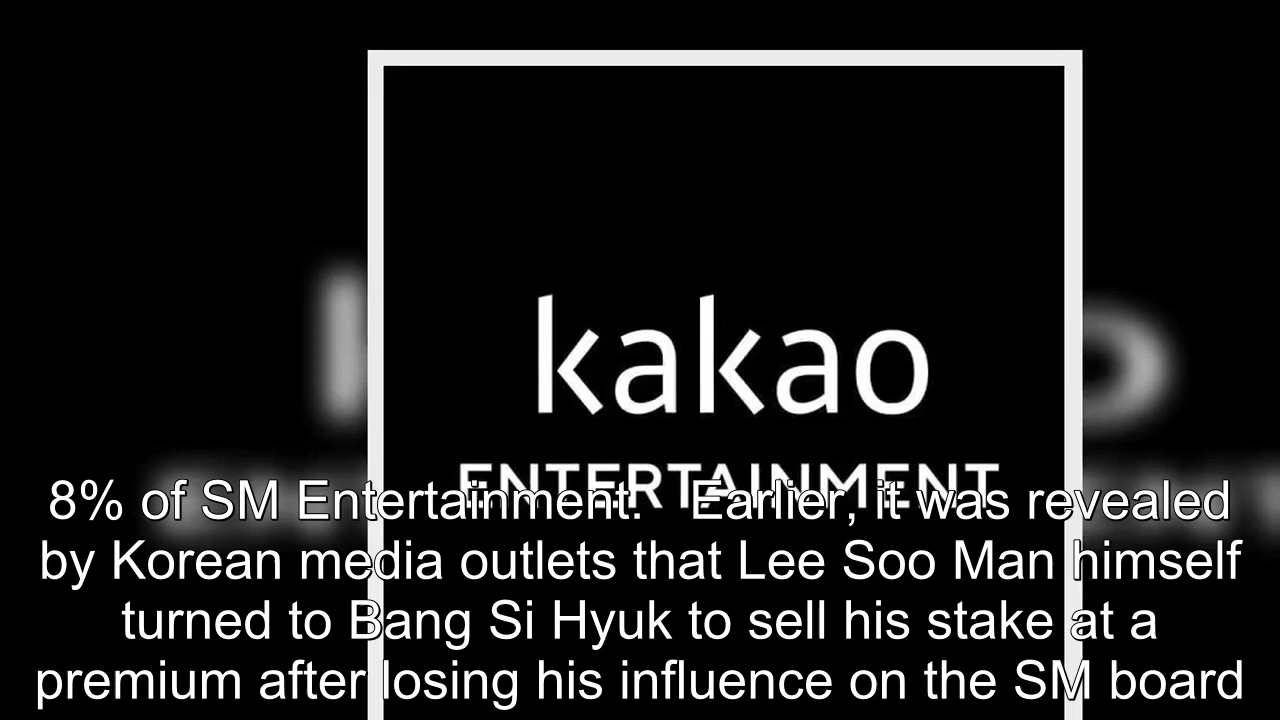 kakao
ENTERTAINMENT
8% of SM Entertainment. Earlier, it was revealed
by Korean media outlets that Lee Soo Man himself
turned to Bang Si Hyuk to sell his stake at a
premium after losing his influence on the SM board